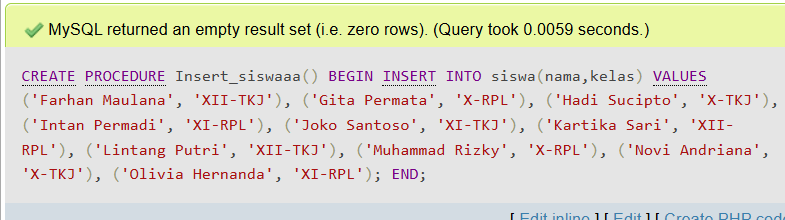 MySQL returned an empty result set (i.e. zero rows). (Query took 0.0059 seconds.)
CREATE PROCEDURE Insert_siswaaa() BEGIN INSERT INTO siswa(nama,kelas) VALUES
('Farhan Maulana', 'XII-TKJ'), ('Gita Permata', 'X-RPL'), ('Hadi Sucipto', 'X-TKJ'),
('Intan Permadi', 'XI-RPL'), ('Joko Santoso', 'XI-TKJ'), ('Kartika Sari', 'XII-
RPL'), ('Lintang Putri', 'XII-TKJ'), ('Muhammad Rizky', 'X-RPL'), ('Novi Andriana',
'X-TKJ'), ('Olivia Hernanda', 'XI-RPL'); END;
[ Edit inline ] [ Edit ] [ Create PHP code